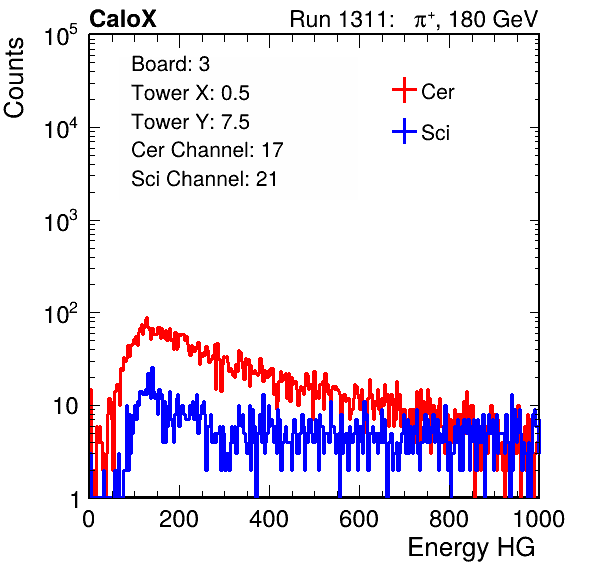 CaloX Run 1311: π⁺, 180 GeV
Counts
10⁵
10⁴
10³
10²
10
1
Board: 3
Tower X: 0.5
Tower Y: 7.5
Cer Channel: 17
Sci Channel: 21
Cer
Sci
0 200 400 600 800 1000
Energy HG